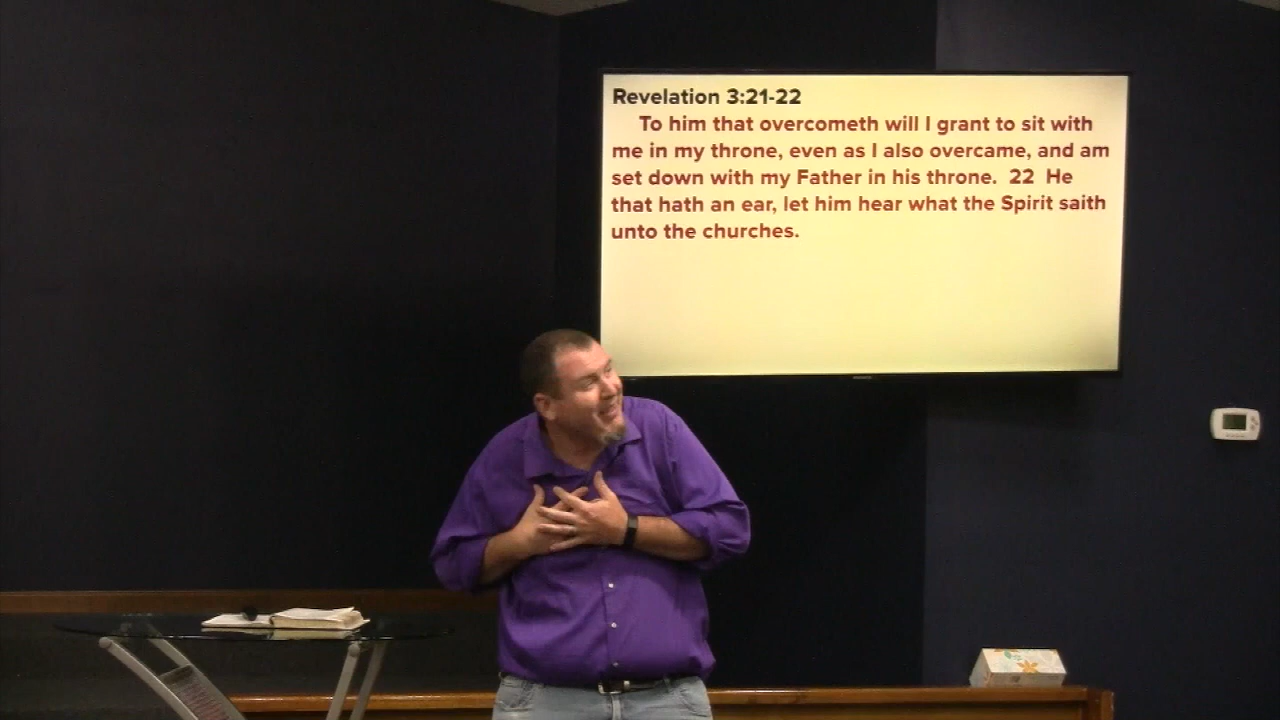 Revelation 3:21-22
To him that overcometh will I grant to sit with
me in my throne, even as I also overcame, and am
set down with my Father in his throne.  22  He
that hath an ear, let him hear what the Spirit saith
unto the churches.